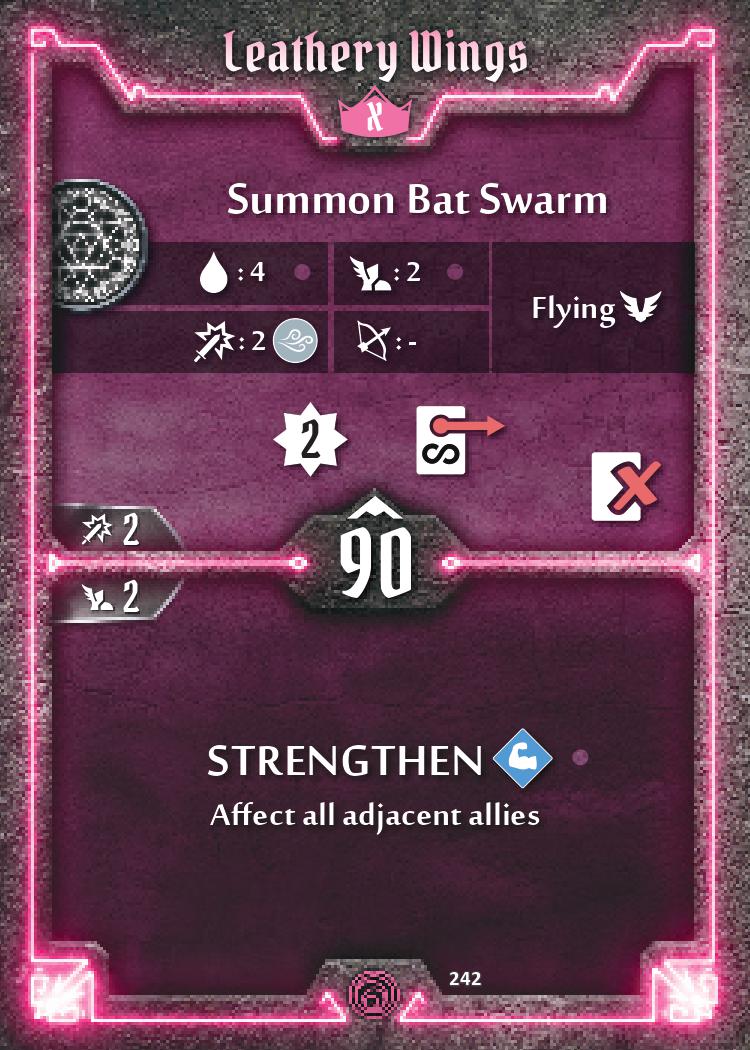 Leathery Wings
X
Summon Bat Swarm
: 4
: 2
Flying
: 2
: -
2
2
90
2
STRENGTHEN
Affect all adjacent allies
242